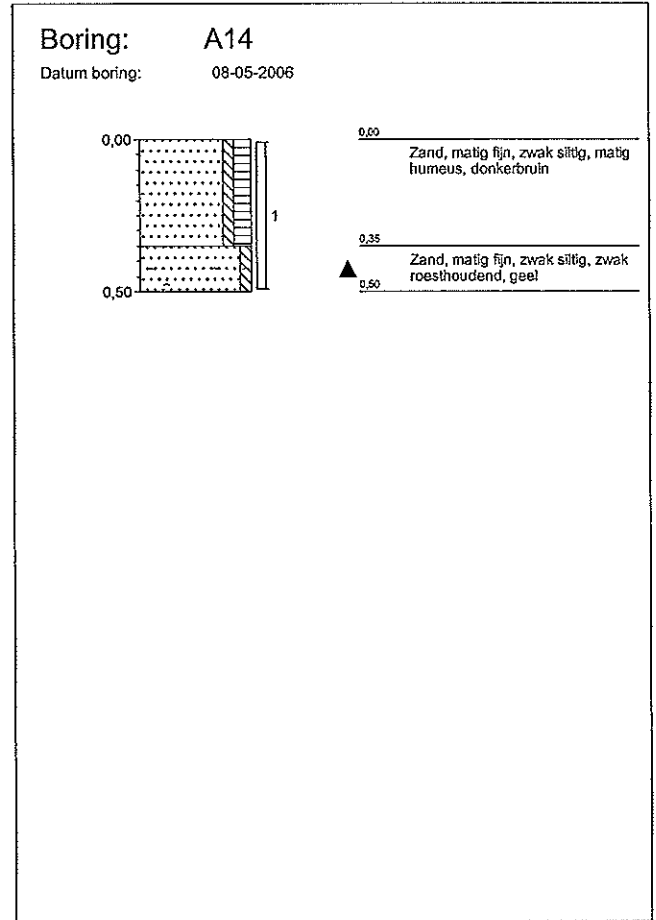 Boring: A14
Datum boring: 08-05-2006
0,00
0,50
1
0,00
Zand, matig fijn, zwak siltig, matig
humeus, donkerbruin
0,35
Zand, matig fijn, zwak siltig, zwak
roesthoudend, geel
0,50